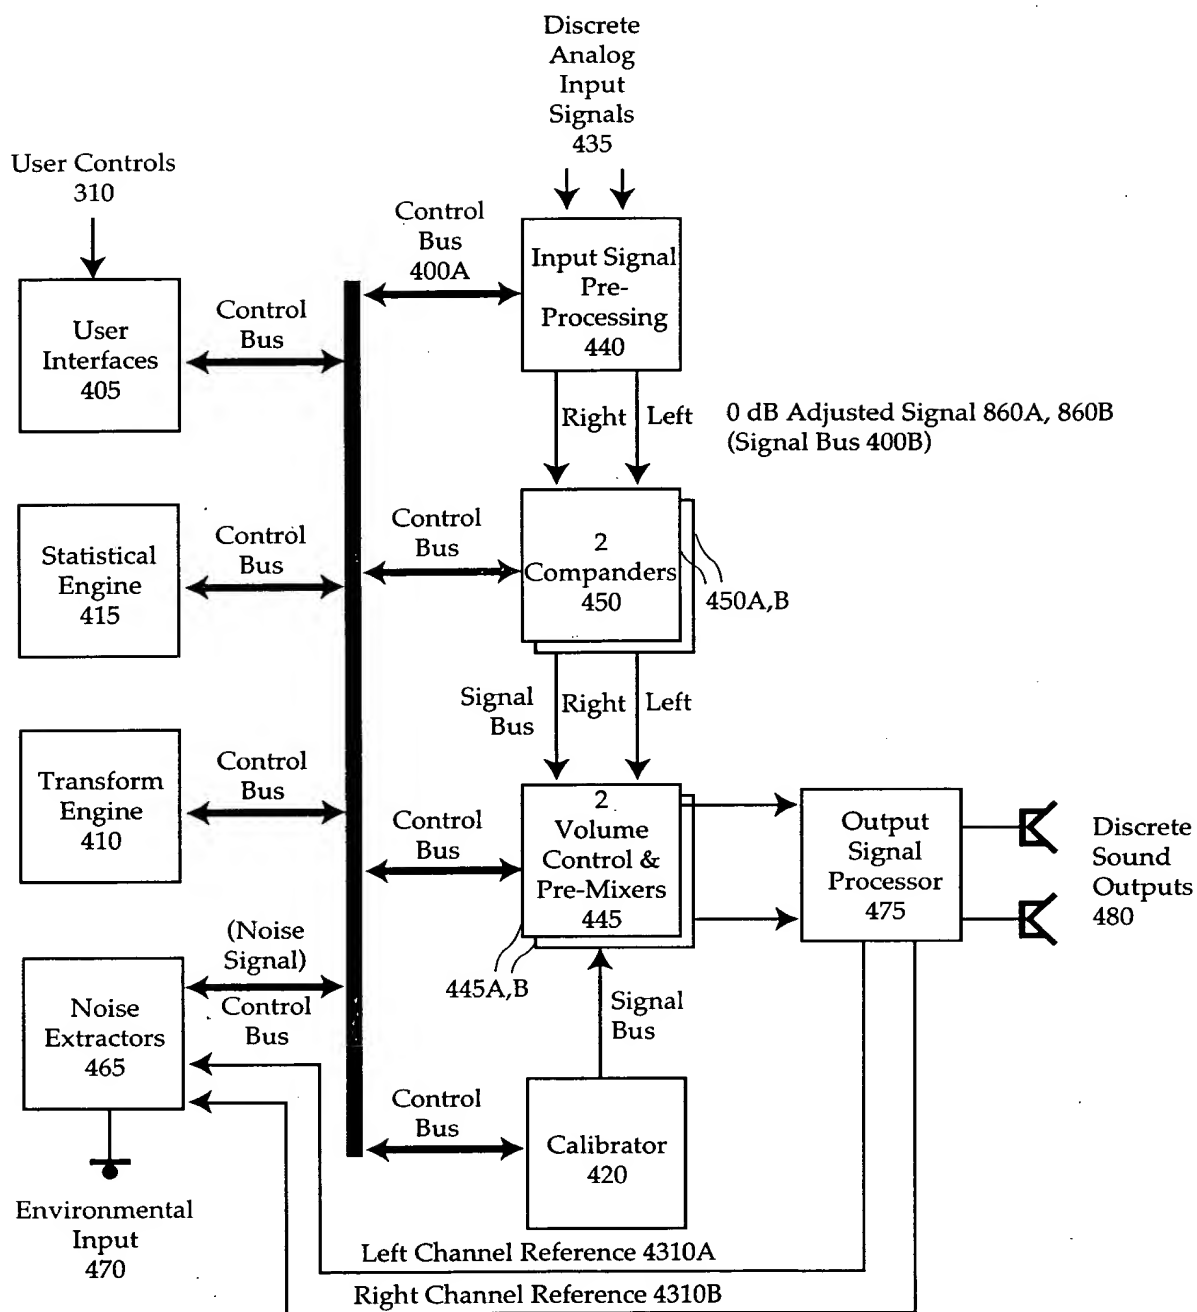 Discrete
Analog
Input
Signals
435
User Controls
310
Control
Bus
400A
Input Signal
Pre-
Processing
440
User
Interfaces
405
Control
Bus
Right
Left
0 dB Adjusted Signal 860A, 860B
(Signal Bus 400B)
Statistical
Engine
415
Control
Bus
Control
Bus
2
Companders
450
450A,B
Signal
Bus
Right
Left
Transform
Engine
410
Control
Bus
Control
Bus
2
Volume
Control &
Pre-Mixers
445
445A,B
Output
Signal
Processor
475
Discrete
Sound
Outputs
480
(Noise
Signal)
Control
Bus
Noise
Extractors
465
Signal
Bus
Control
Bus
Calibrator
420
Environmental
Input
470
Left Channel Reference 4310A
Right Channel Reference 4310B